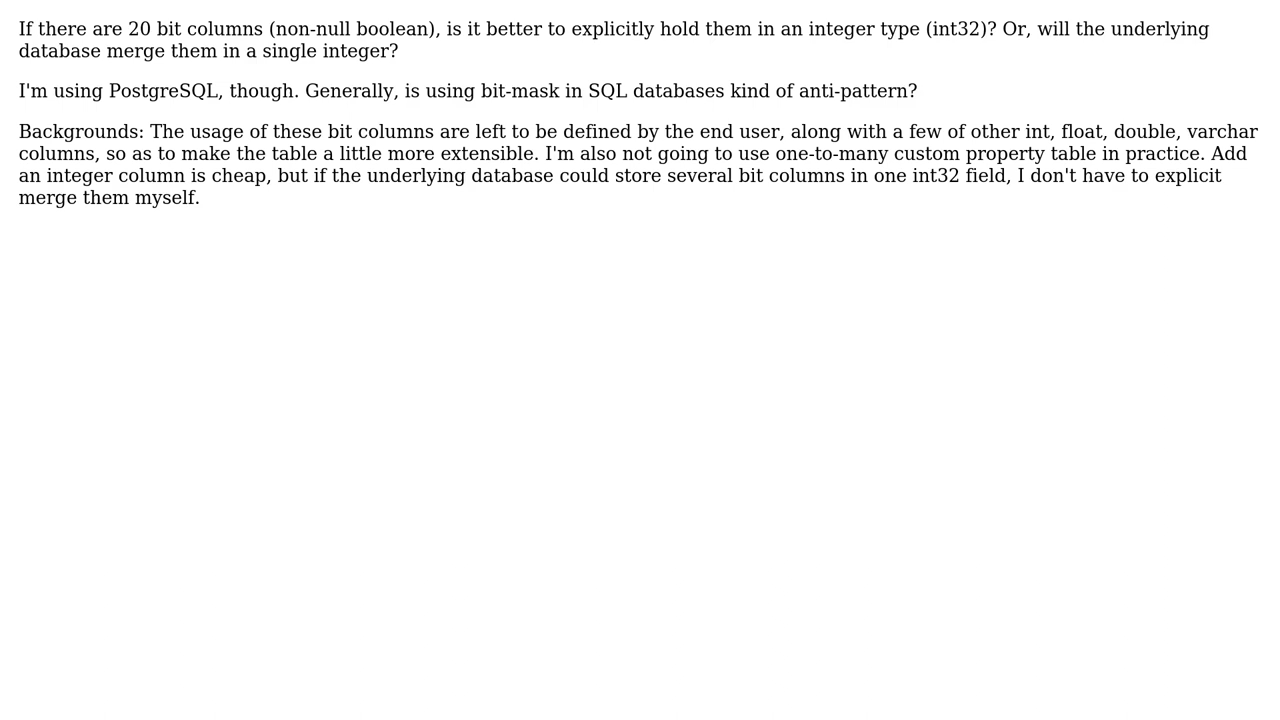 If there are 20 bit columns (non-null boolean), is it better to explicitly hold them in an integer type (int32)? Or, will the underlying
database merge them in a single integer?
I'm using PostgreSQL, though. Generally, is using bit-mask in SQL databases kind of anti-pattern?
Backgrounds: The usage of these bit columns are left to be defined by the end user, along with a few of other int, float, double, varchar
columns, so as to make the table a little more extensible. I'm also not going to use one-to-many custom property table in practice. Add
an integer column is cheap, but if the underlying database could store several bit columns in one int32 field, I don't have to explicit
merge them myself.